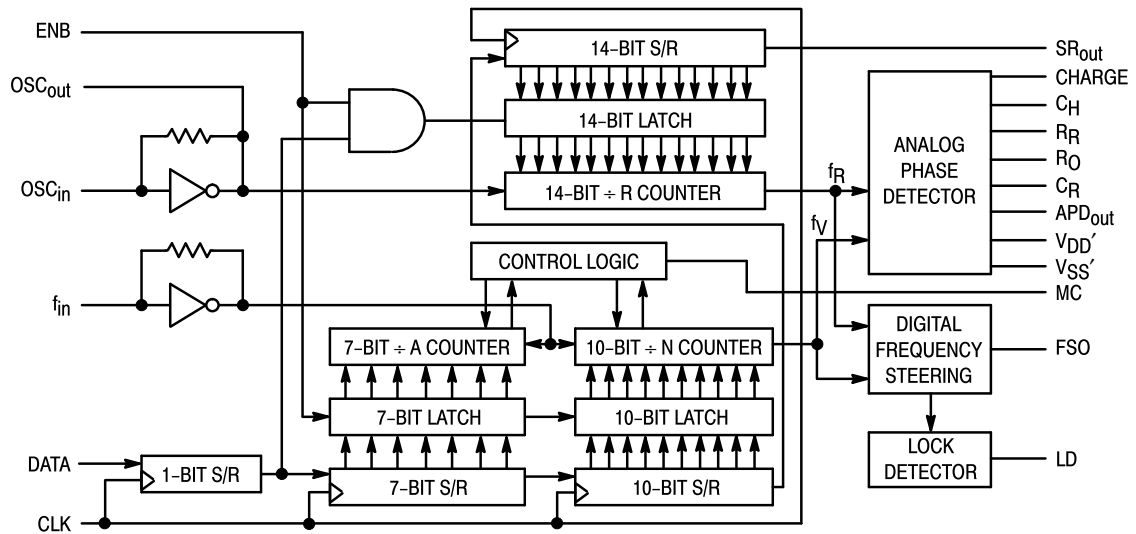 ENB
OSCout
OSCin
fin
DATA
CLK
14–BIT S/R
14–BIT LATCH
14–BIT ÷ R COUNTER
CONTROL LOGIC
7–BIT ÷ A COUNTER
10–BIT ÷ N COUNTER
7–BIT LATCH
10–BIT LATCH
1–BIT S/R
7–BIT S/R
10–BIT S/R
fR
fV
ANALOG
PHASE
DETECTOR
DIGITAL
FREQUENCY
STEERING
LOCK
DETECTOR
SRout
CHARGE
CH
RR
RO
CR
APDout
VDD′
VSS′
MC
FSO
LD